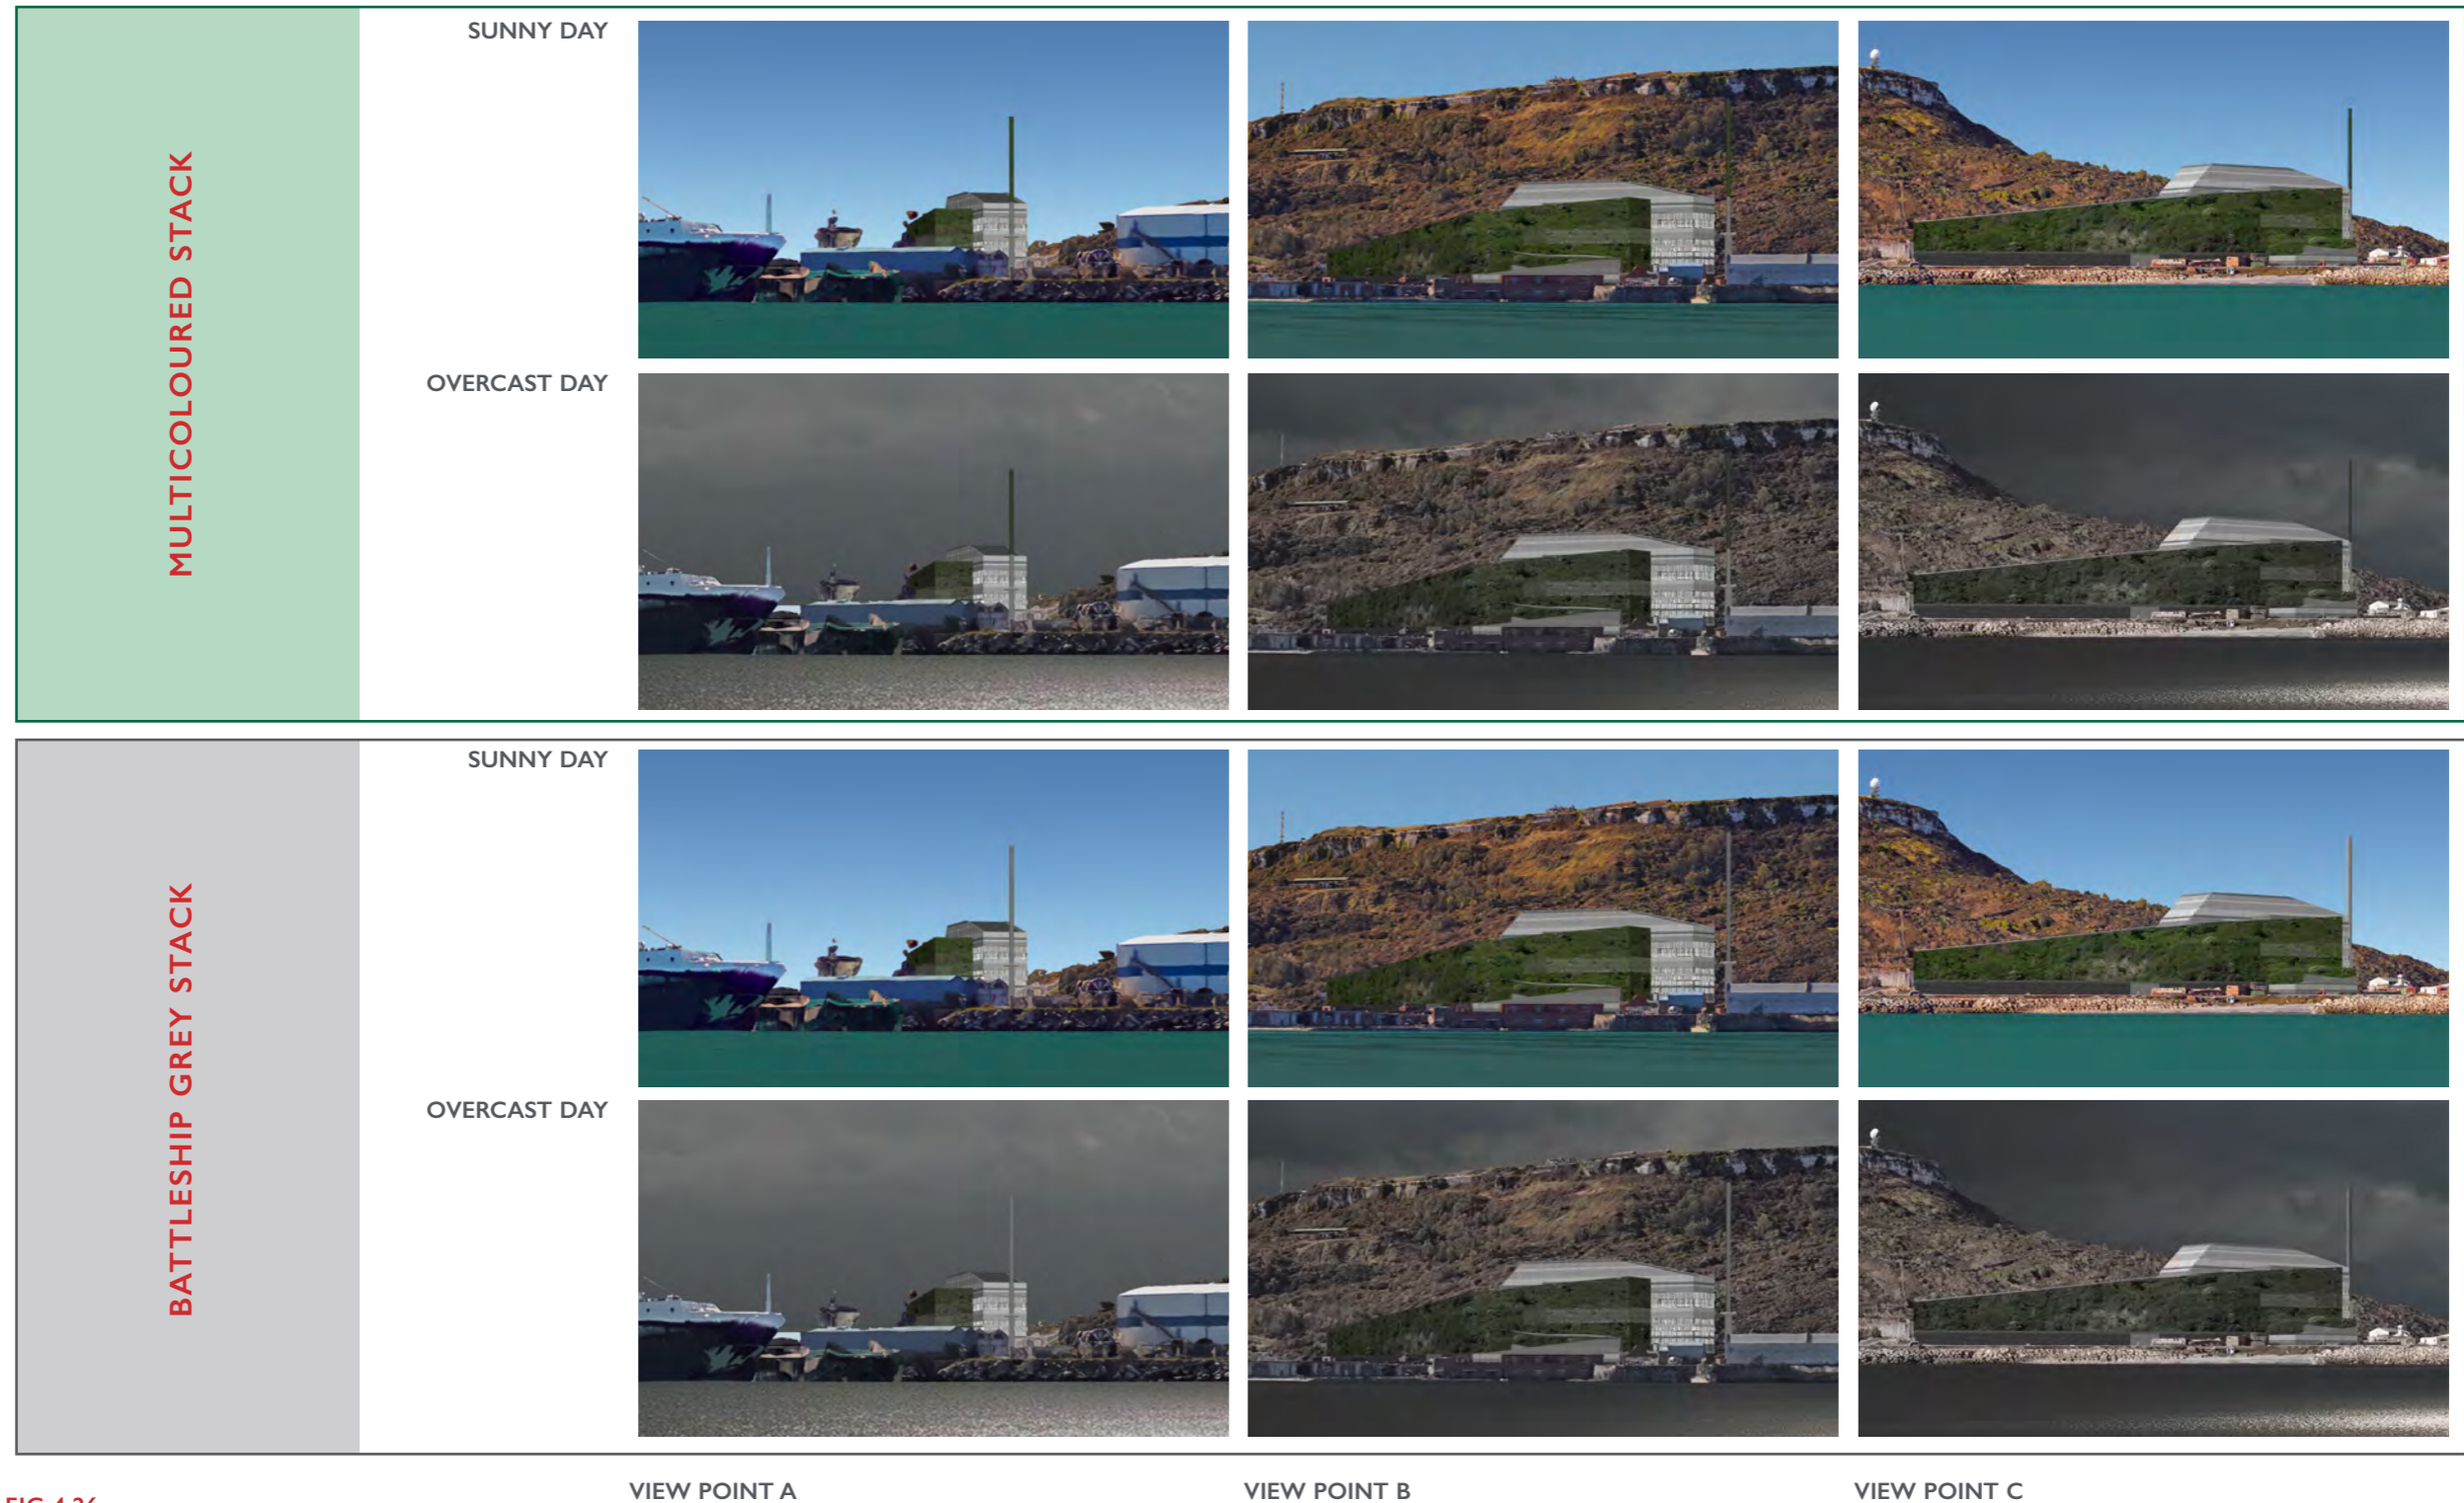 MULTICOLOURED STACK
SUNNY DAY
OVERCAST DAY
BATTLESHIP GREY STACK
SUNNY DAY
OVERCAST DAY
VIEW POINT A
VIEW POINT B
VIEW POINT C